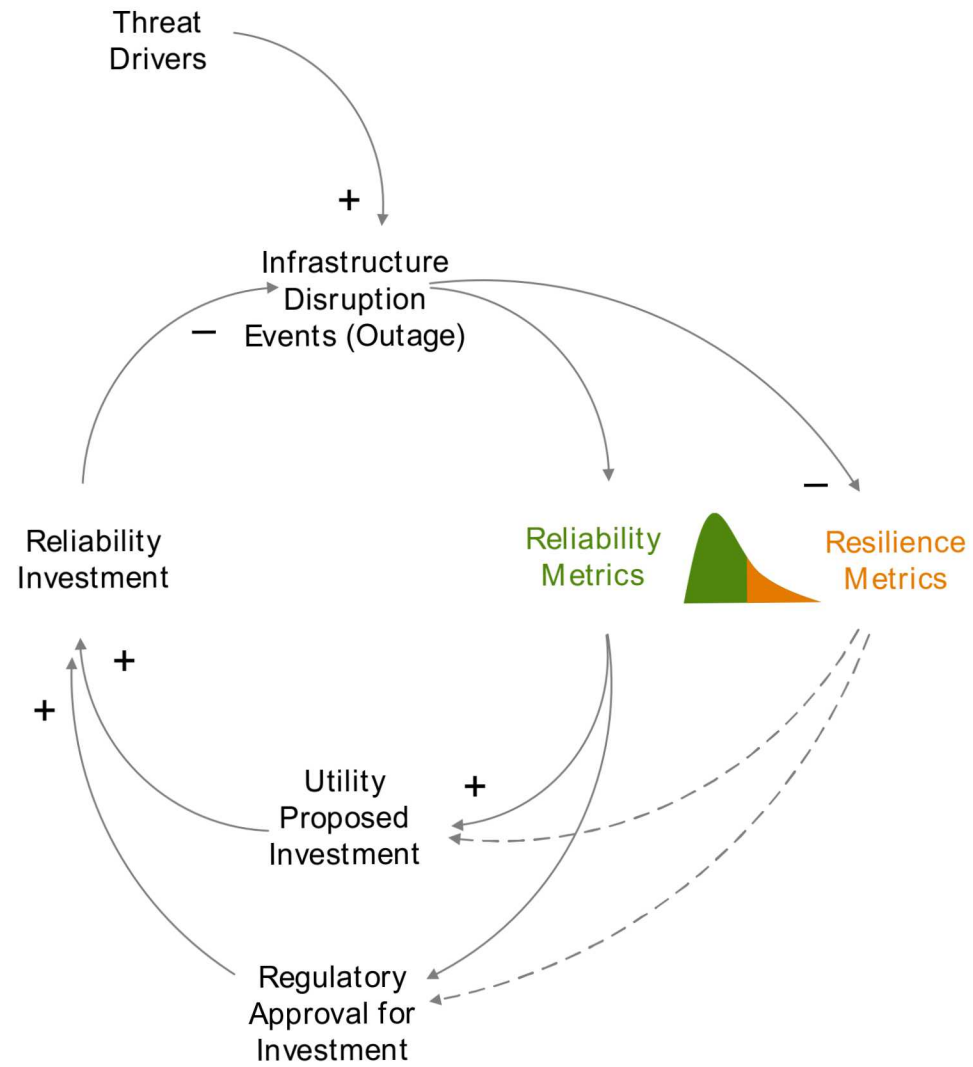 Threat
Drivers
+
Infrastructure
Disruption
Events (Outage)
–
–
Reliability
Investment
Reliability
Metrics
Resilience
Metrics
+
+
Utility
Proposed
Investment
+
Regulatory
Approval for
Investment